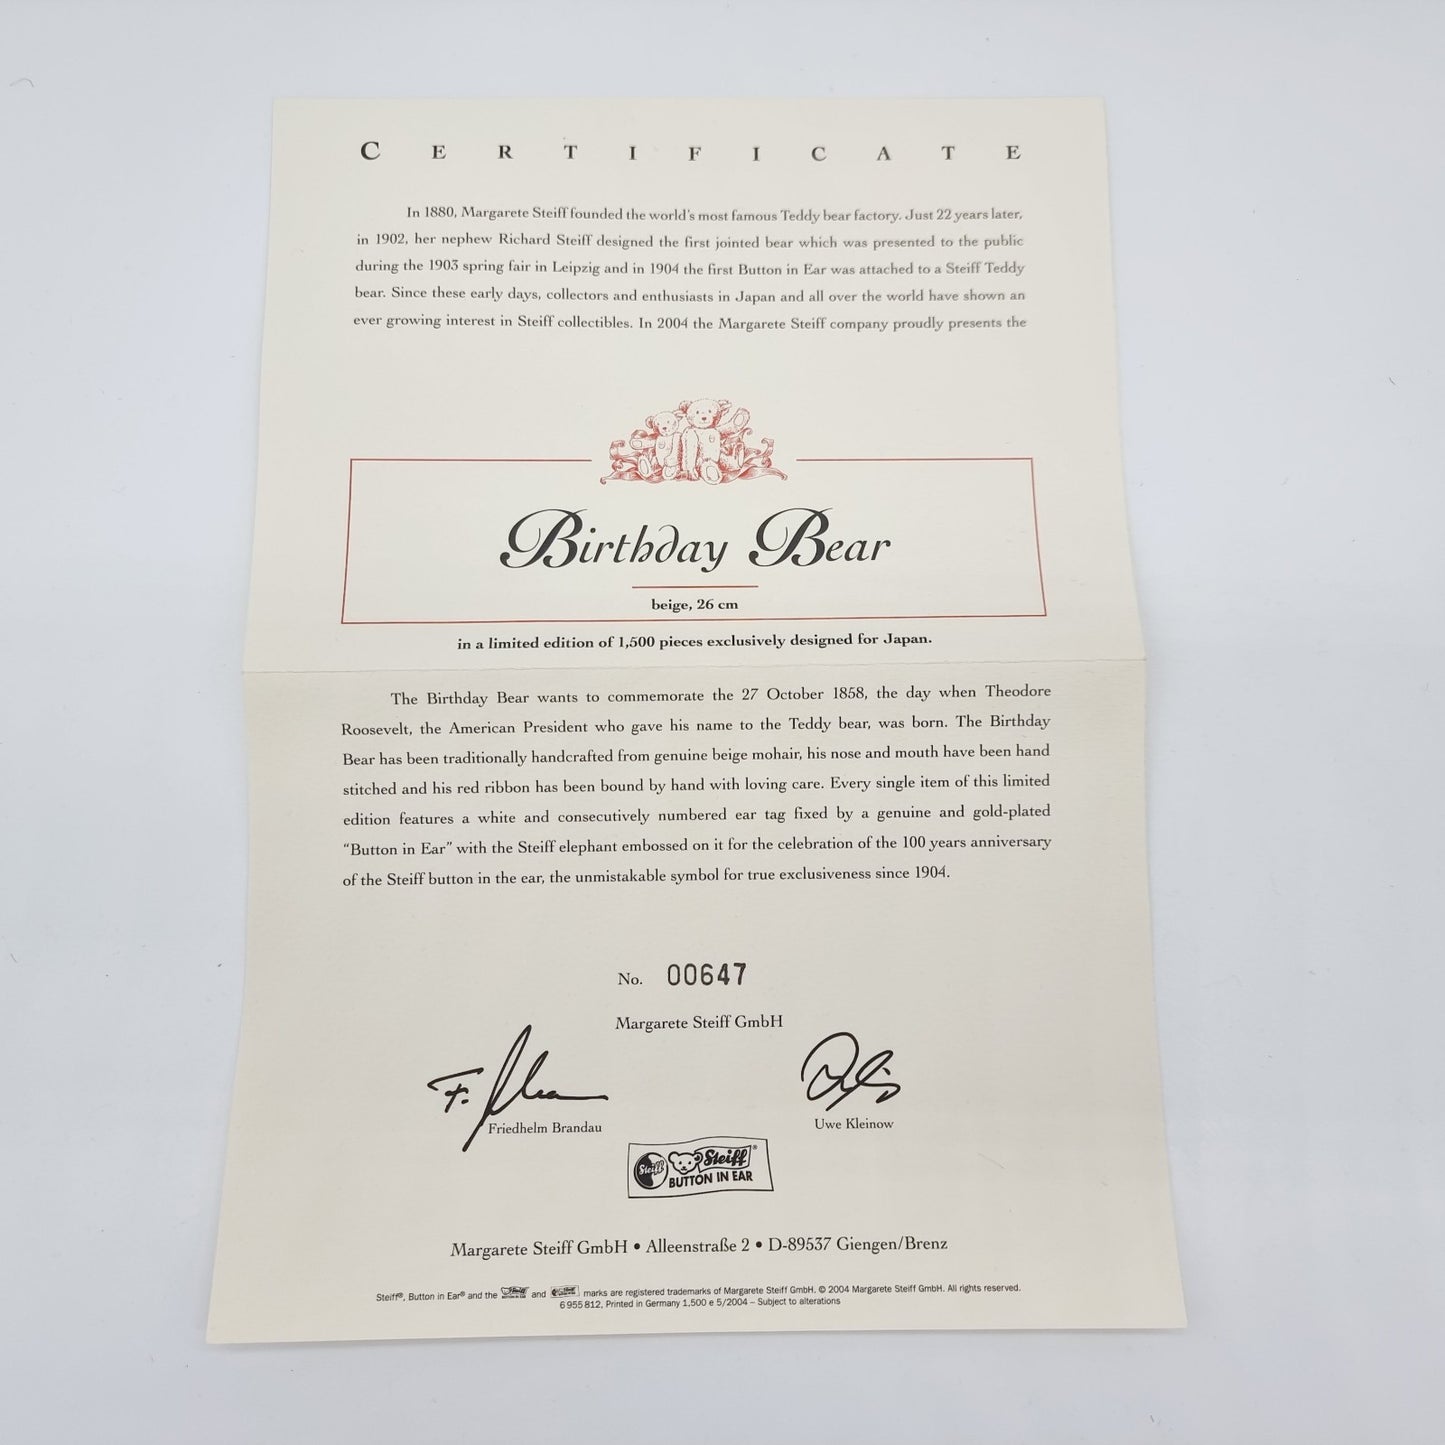 CERTIFICATE
In 1880, Margarete Steiff founded the world's most famous Teddy bear factory. Just 22 years later,
in 1902, her nephew Richard Steiff designed the first jointed bear which was presented to the public
during the 1903 spring fair in Leipzig and in 1904 the first Button in Ear was attached to a Steiff Teddy
bear. Since these early days, collectors and enthusiasts in Japan and all over the world have shown an
ever growing interest in Steiff collectibles. In 2004 the Margarete Steiff company proudly presents the
Birthday Bear
beige, 26 cm
in a limited edition of 1,500 pieces exclusively designed for Japan.
The Birthday Bear wants to commemorate the 27 October 1858, the day when Theodore
Roosevelt, the American President who gave his name to the Teddy bear, was born. The Birthday
Bear has been traditionally handcrafted from genuine beige mohair, his nose and mouth have been hand
stitched and his red ribbon has been bound by hand with loving care. Every single item of this limited
edition features a white and consecutively numbered ear tag fixed by a genuine and gold-plated
“Button in Ear” with the Steiff elephant embossed on it for the celebration of the 100 years anniversary
of the Steiff button in the ear, the unmistakable symbol for true exclusiveness since 1904.
No. 00647
Margarete Steiff GmbH
Friedhelm Brandau
Uwe Kleinow
Steiff Steiff®
BUTTON IN EAR
Margarete Steiff GmbH • Alleenstraße 2 • D-89537 Giengen/Brenz
Steiff®, Button in Ear® and the and marks are registered trademarks of Margarete Steiff GmbH. © 2004 Margarete Steiff GmbH. All rights reserved.
6 955 812, Printed in Germany 1,500 e 5/2004 – Subject to alterations